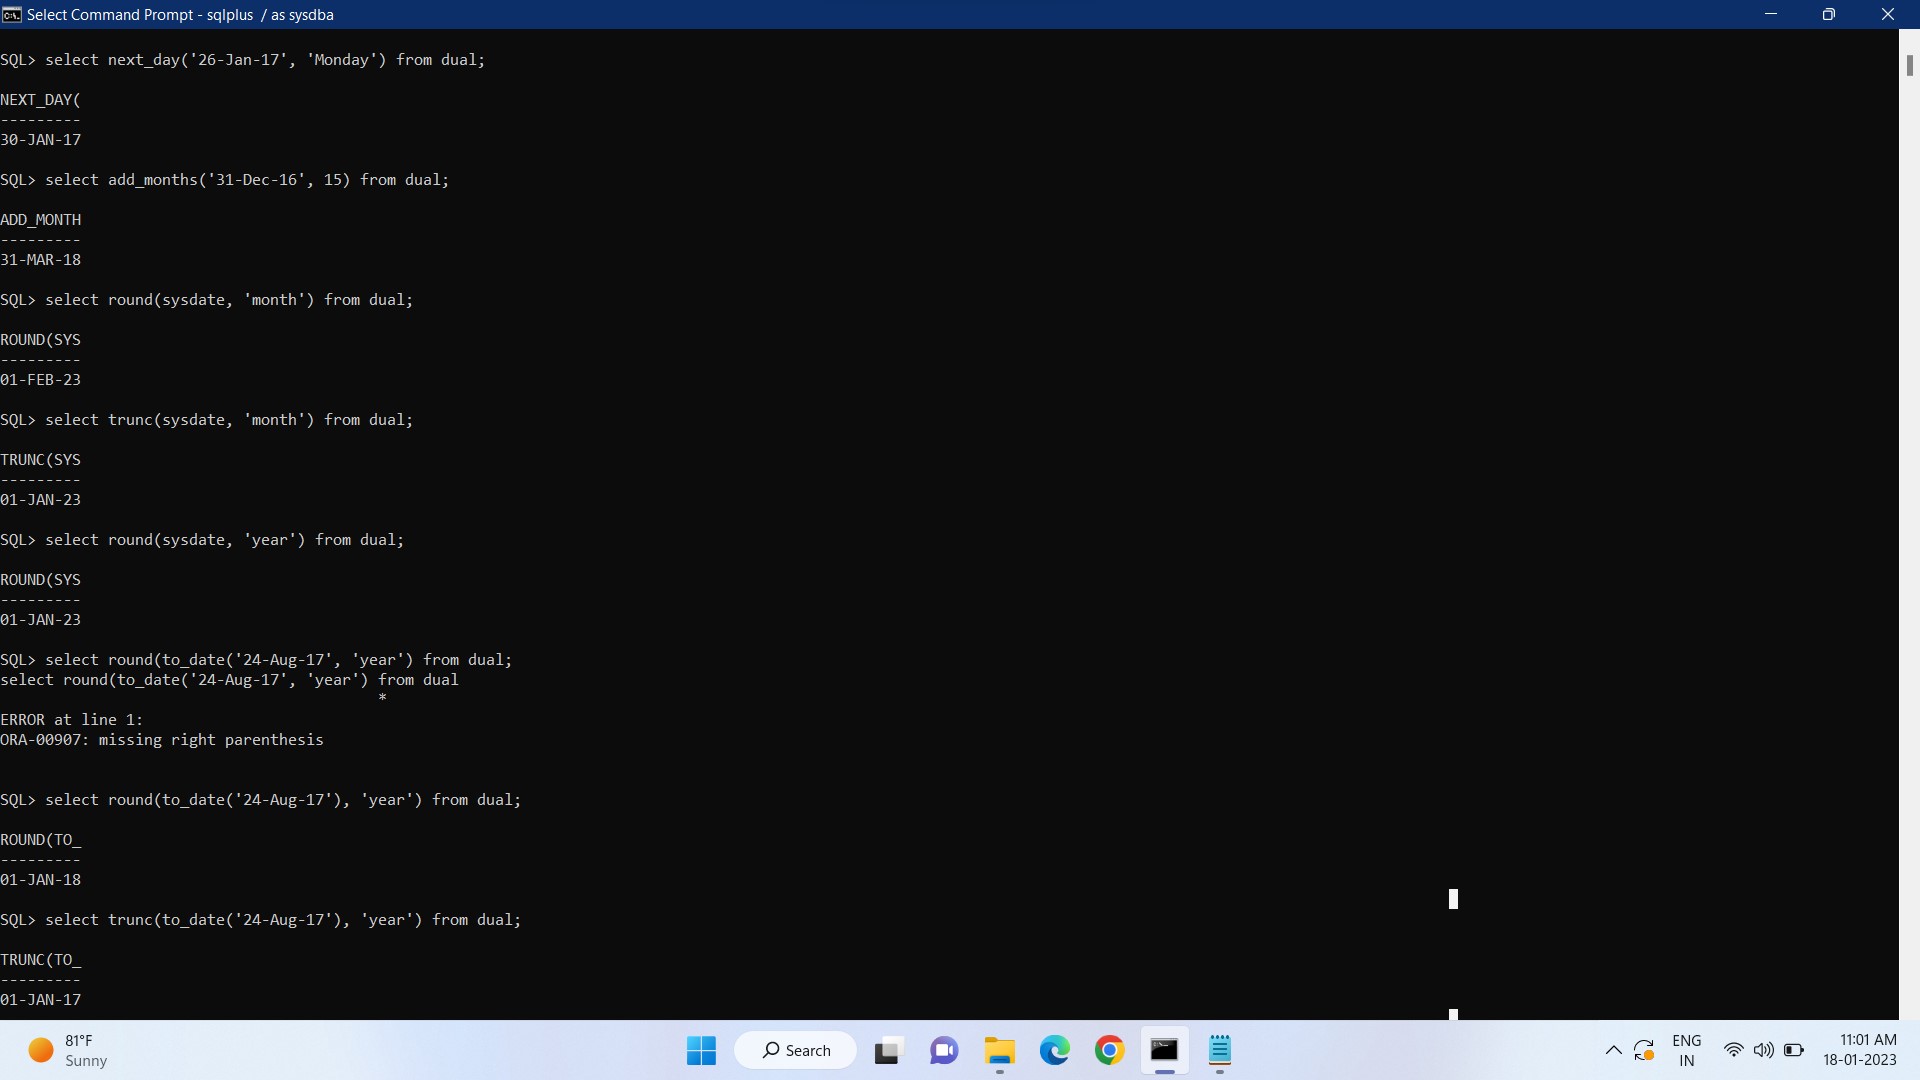 Select Command Prompt - sqlplus  / as sysdba
SQL> select next_day('26-Jan-17', 'Monday') from dual;
NEXT_DAY(
---------
30-JAN-17
SQL> select add_months('31-Dec-16', 15) from dual;
ADD_MONTH
---------
31-MAR-18
SQL> select round(sysdate, 'month') from dual;
ROUND(SYS
---------
01-FEB-23
SQL> select trunc(sysdate, 'month') from dual;
TRUNC(SYS
---------
01-JAN-23
SQL> select round(sysdate, 'year') from dual;
ROUND(SYS
---------
01-JAN-23
SQL> select round(to_date('24-Aug-17', 'year') from dual;
select round(to_date('24-Aug-17', 'year') from dual
*
ERROR at line 1:
ORA-00907: missing right parenthesis
SQL> select round(to_date('24-Aug-17'), 'year') from dual;
ROUND(TO_
---------
01-JAN-18
SQL> select trunc(to_date('24-Aug-17'), 'year') from dual;
TRUNC(TO_
---------
01-JAN-17
81°F
Sunny
Search
ENG
IN
11:01 AM
18-01-2023